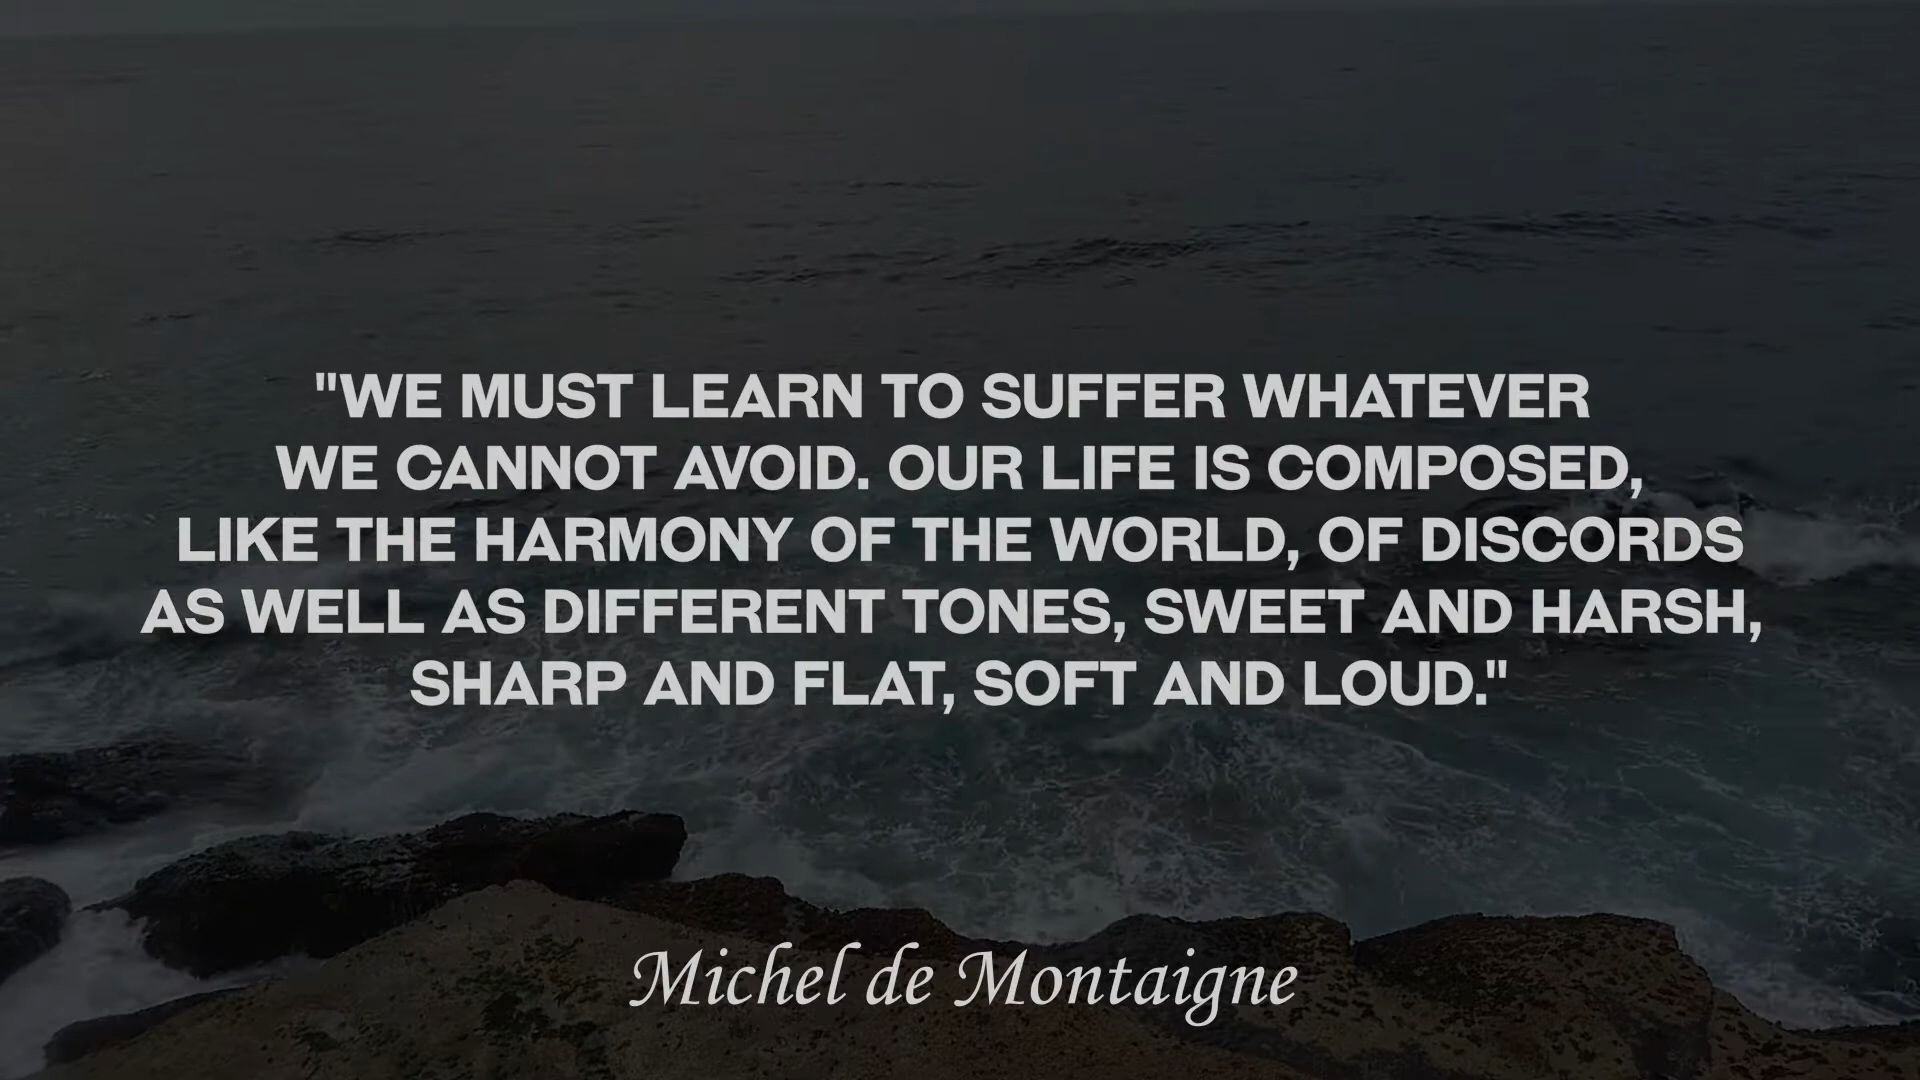 "WE MUST LEARN TO SUFFER WHATEVER
WE CANNOT AVOID. OUR LIFE IS COMPOSED,
LIKE THE HARMONY OF THE WORLD, OF DISCORDS
AS WELL AS DIFFERENT TONES, SWEET AND HARSH,
SHARP AND FLAT, SOFT AND LOUD."
Michel de Montaigne